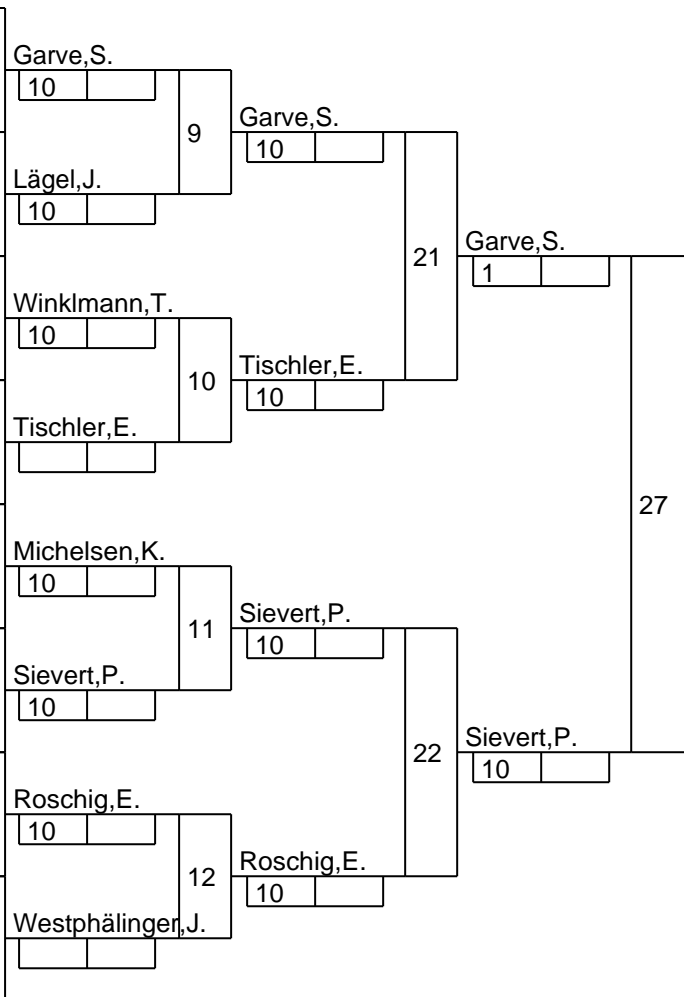 Garve,S.
10
9
Garve,S.
10
Lägel,J.
10
21
Garve,S.
1
Winklmann,T.
10
10
Tischler,E.
10
Tischler,E.
27
Michelsen,K.
10
11
Sievert,P.
10
Sievert,P.
10
22
Sievert,P.
10
Roschig,E.
10
12
Roschig,E.
10
Westphälinger,J.